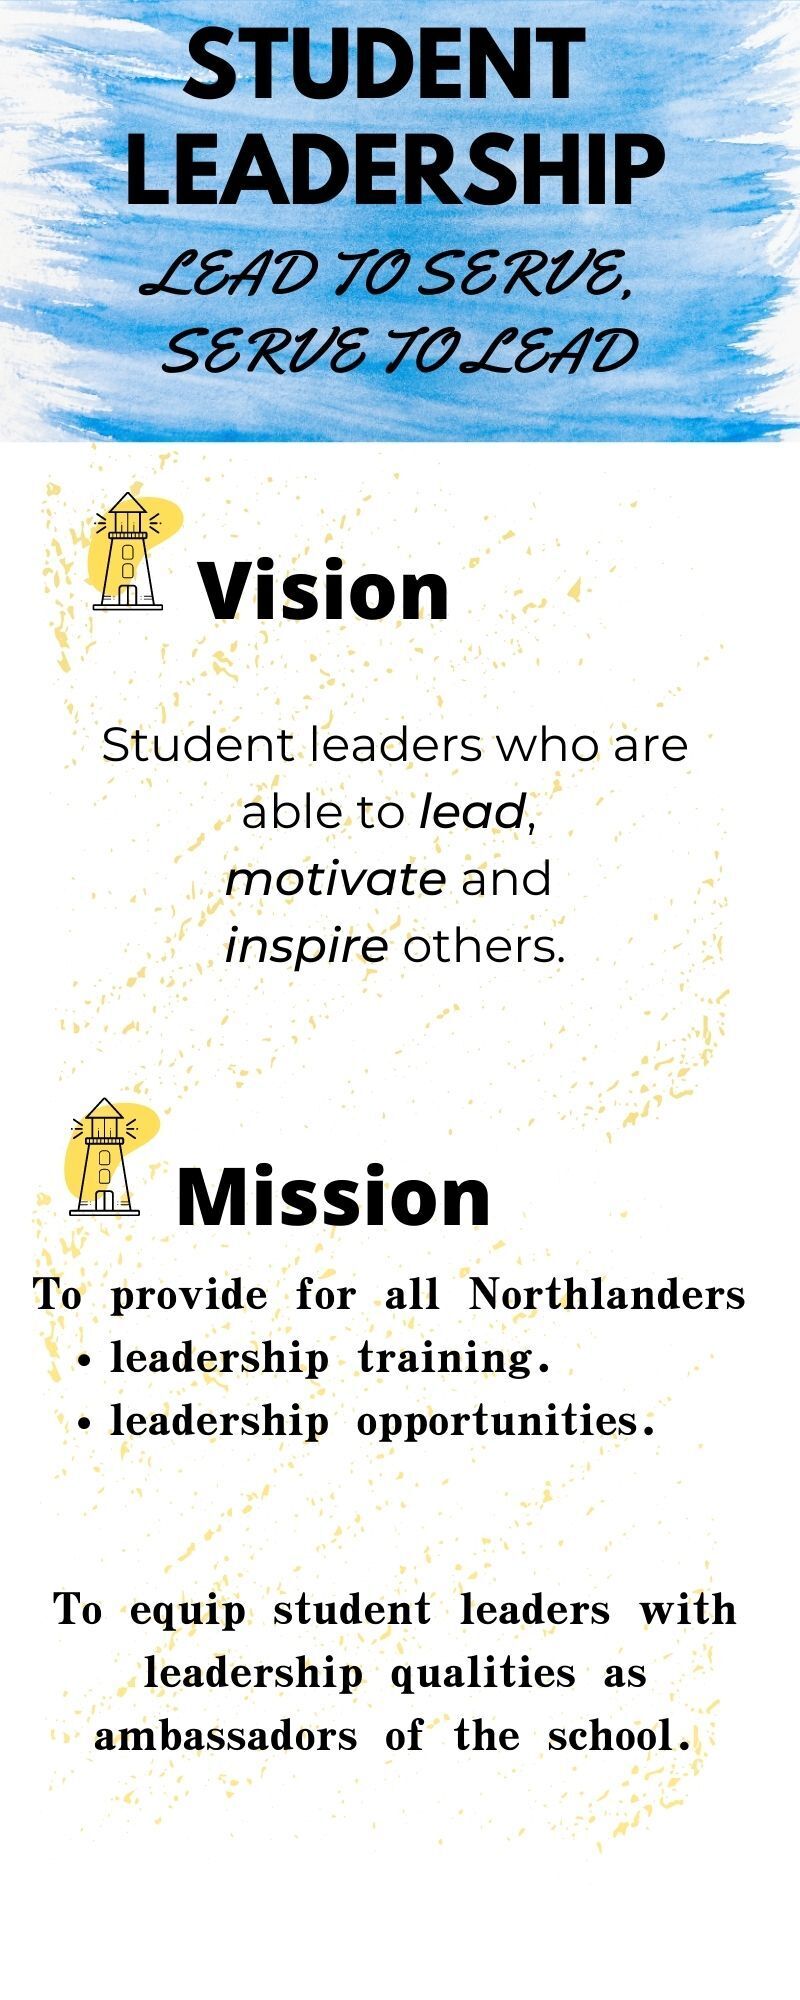 STUDENT
LEADERSHIP
LEAD TO SERVE,
SERVE TO LEAD
Vision
Student leaders who are
able to lead,
motivate and
inspire others.
Mission
To provide for all Northlanders
• leadership training.
• leadership opportunities.
To equip student leaders with
leadership qualities as
ambassadors of the school.